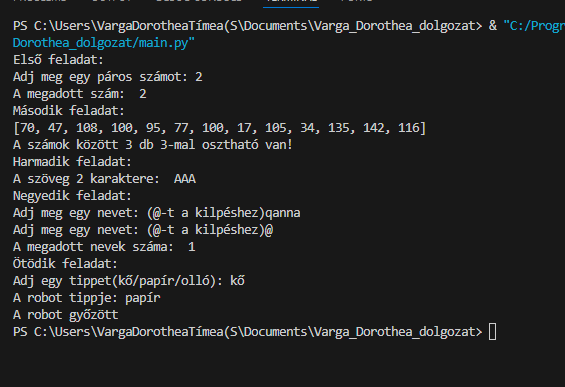 PS C:\Users\VargaDorotheaTímea(S\Documents\Varga_Dorothea_dolgozat> & "C:/Progr
Dorothea_dolgozat/main.py"
Első feladat:
Adj meg egy páros számot: 2
A megadott szám:  2
Második feladat:
[70, 47, 108, 100, 95, 77, 100, 17, 105, 34, 135, 142, 116]
A számok között 3 db 3-mal osztható van!
Harmadik feladat:
A szöveg 2 karaktere:  AAA
Negyedik feladat:
Adj meg egy nevet: (@-t a kilpéshez)qanna
Adj meg egy nevet: (@-t a kilpéshez)@
A megadott nevek száma:  1
Ötödik feladat:
Adj egy tippet(kő/papír/olló): kő
A robot tippje: papír
A robot győzött
PS C:\Users\VargaDorotheaTímea(S\Documents\Varga_Dorothea_dolgozat>